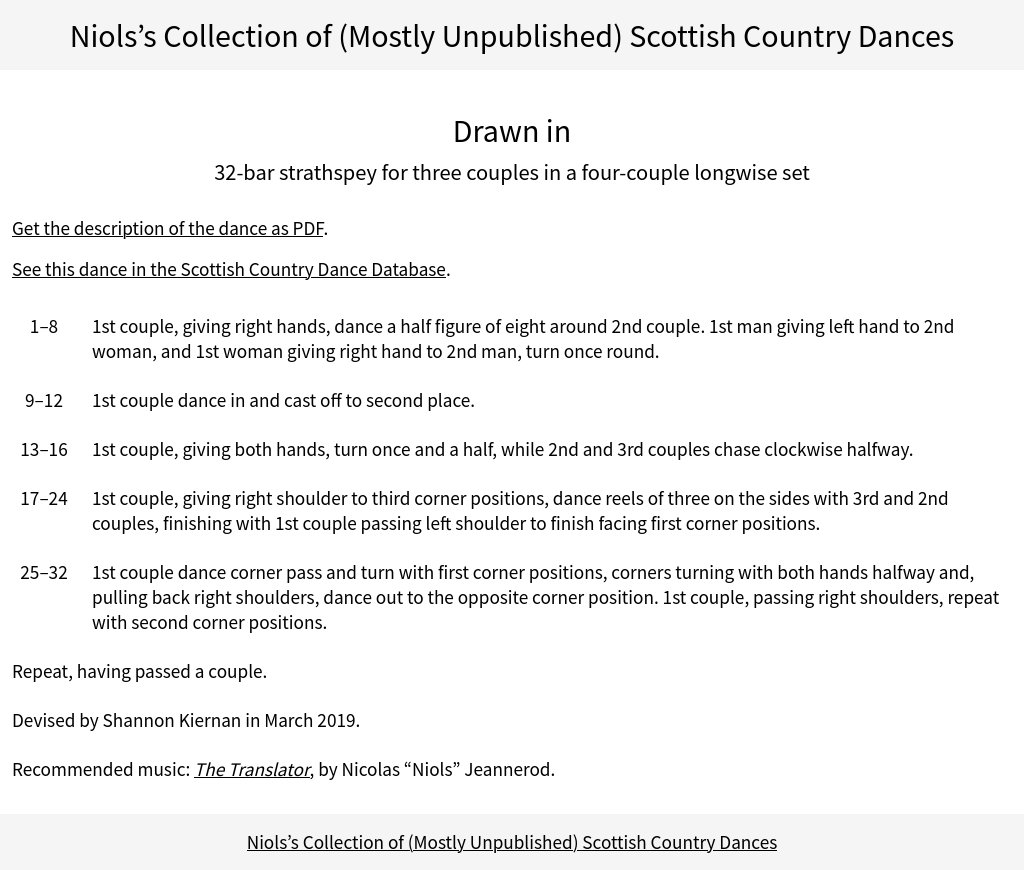 Niols’s Collection of (Mostly Unpublished) Scottish Country Dances
Drawn in
32-bar strathspey for three couples in a four-couple longwise set
Get the description of the dance as PDF.
See this dance in the Scottish Country Dance Database.
1–8 1st couple, giving right hands, dance a half figure of eight around 2nd couple. 1st man giving left hand to 2nd
woman, and 1st woman giving right hand to 2nd man, turn once round.
9–12 1st couple dance in and cast off to second place.
13–16 1st couple, giving both hands, turn once and a half, while 2nd and 3rd couples chase clockwise halfway.
17–24 1st couple, giving right shoulder to third corner positions, dance reels of three on the sides with 3rd and 2nd
couples, finishing with 1st couple passing left shoulder to finish facing first corner positions.
25–32 1st couple dance corner pass and turn with first corner positions, corners turning with both hands halfway and,
pulling back right shoulders, dance out to the opposite corner position. 1st couple, passing right shoulders, repeat
with second corner positions.
Repeat, having passed a couple.
Devised by Shannon Kiernan in March 2019.
Recommended music: The Translator, by Nicolas “Niols” Jeannerod.
Niols’s Collection of (Mostly Unpublished) Scottish Country Dances